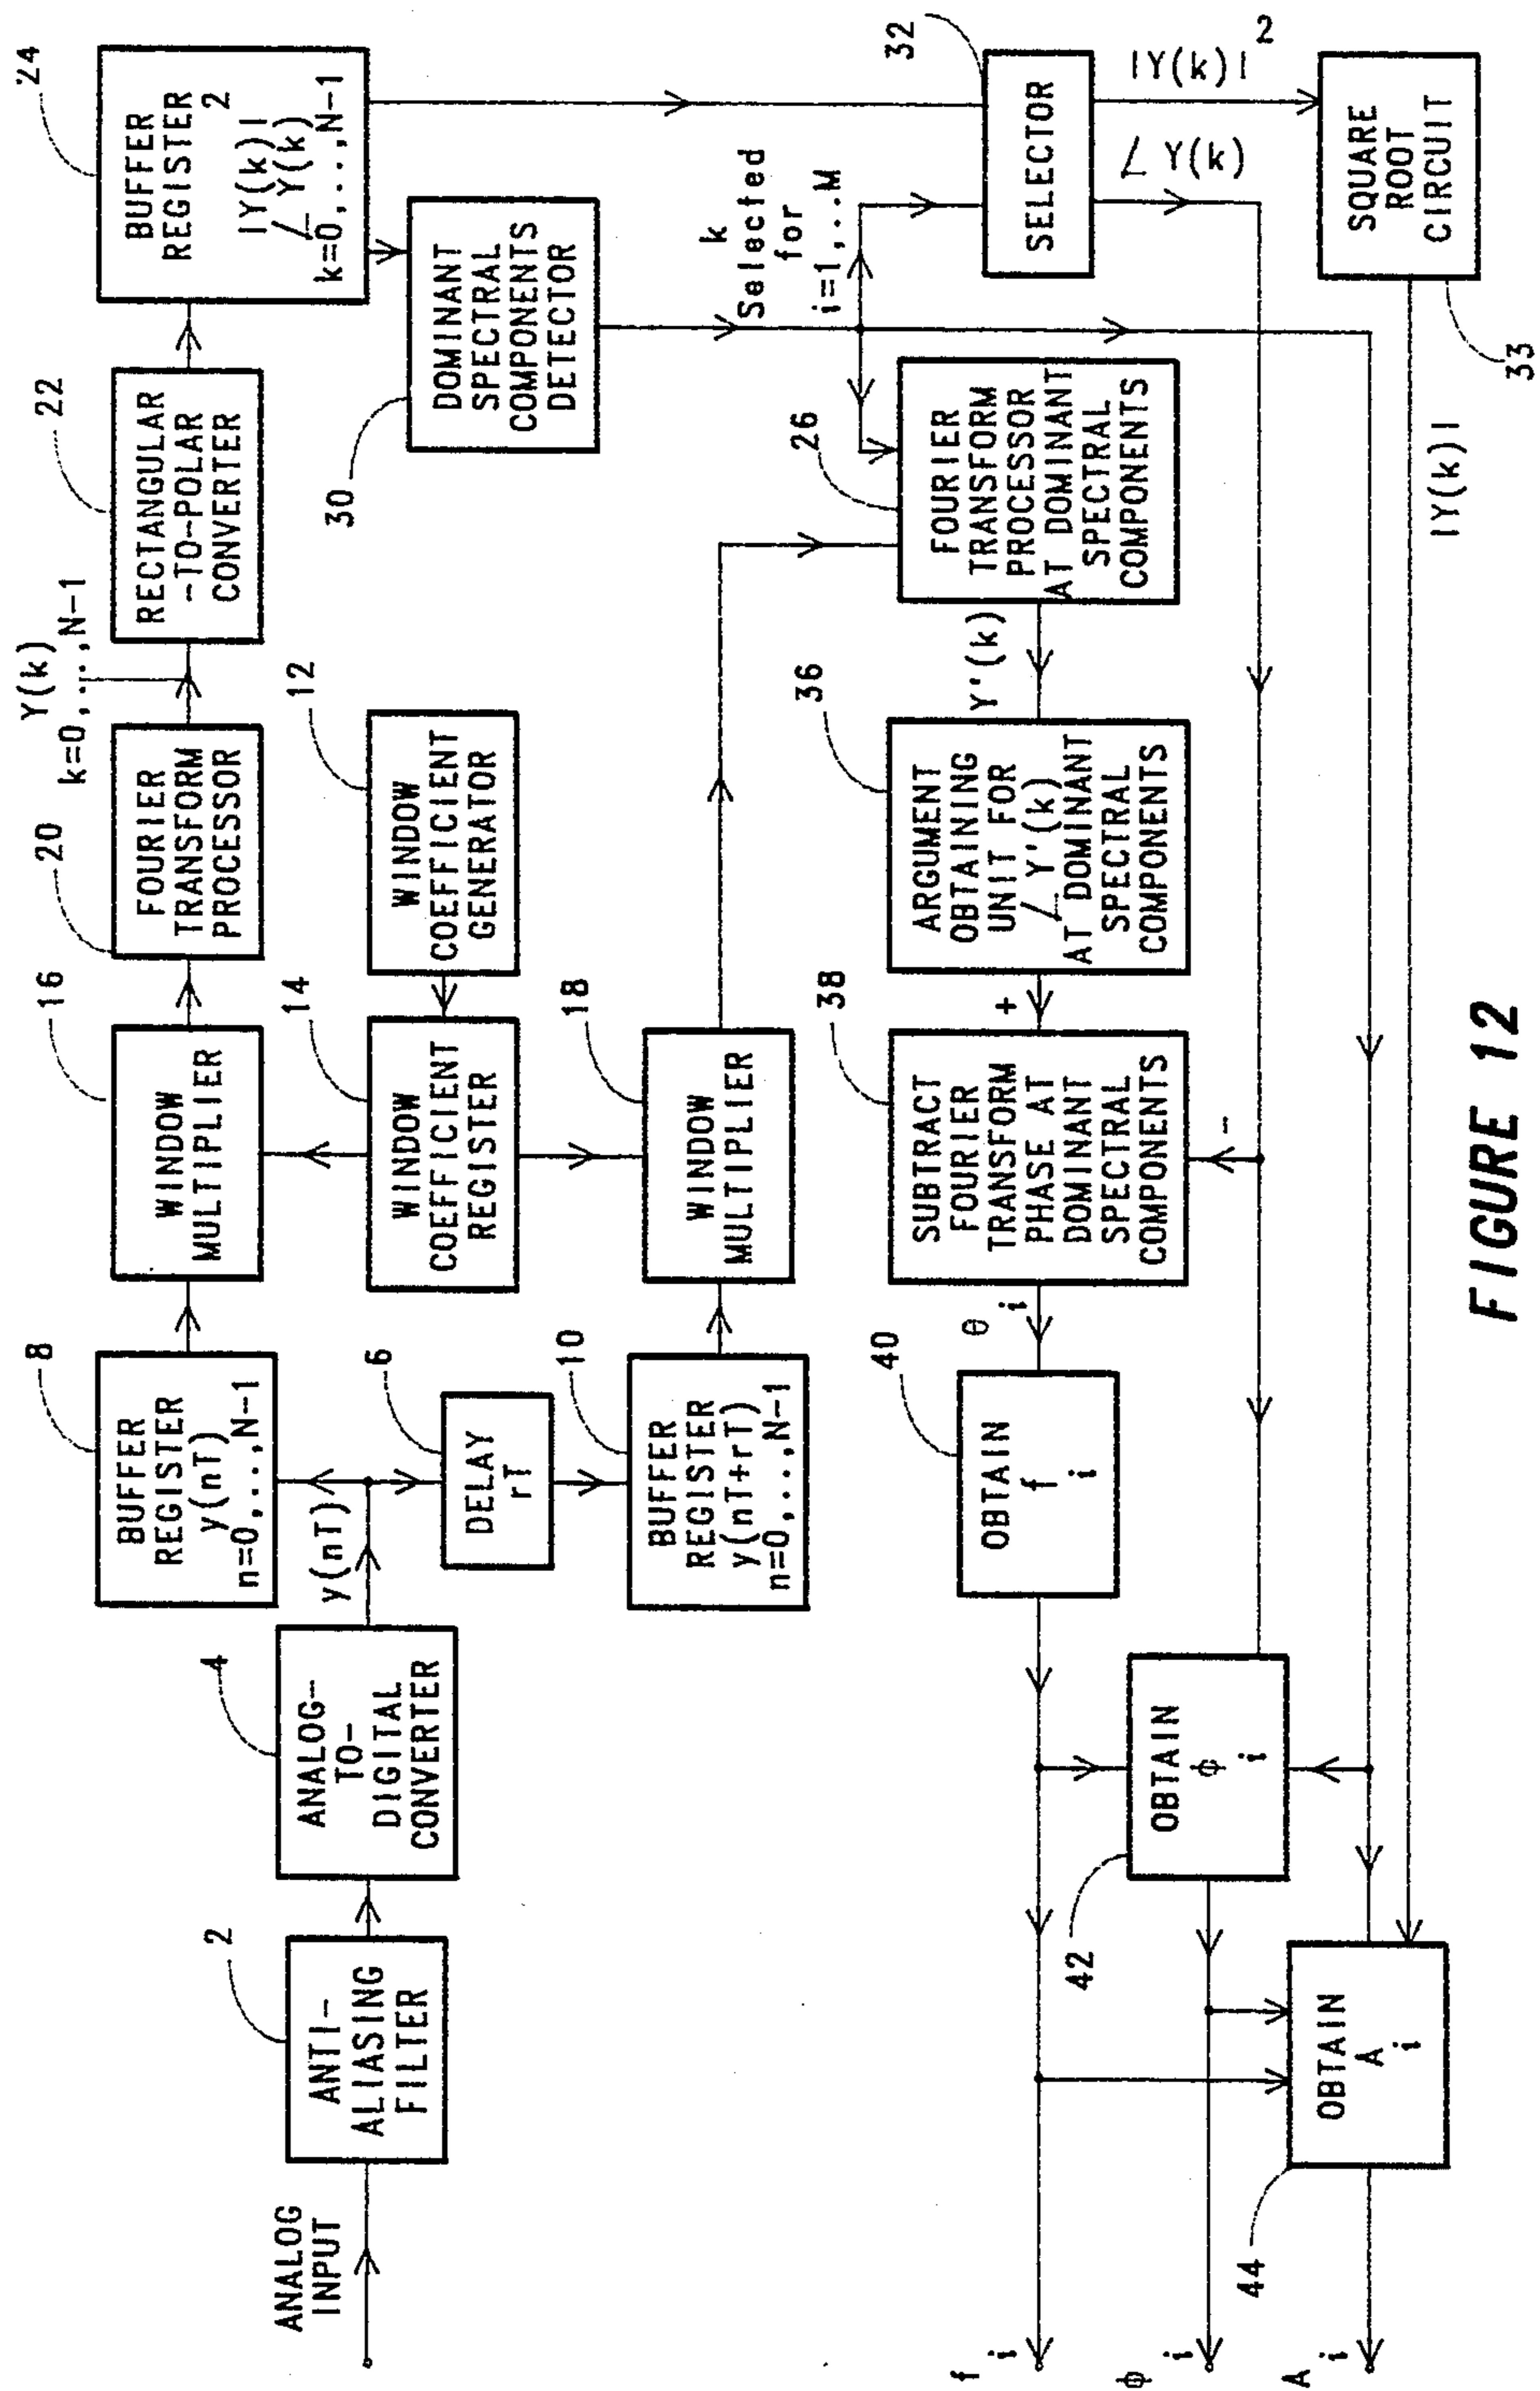 ANALOG
INPUT
2
ANTI-
ALIASING
FILTER
4
ANALOG-
TO-
DIGITAL
CONVERTER
y(nT)
8
BUFFER
REGISTER
y(nT)
n=0,...,N-1
6
DELAY
rT
10
BUFFER
REGISTER
y(nT+rT)
n=0,...,N-1
16
WINDOW
MULTIPLIER
14
WINDOW
COEFFICIENT
REGISTER
12
WINDOW
COEFFICIENT
GENERATOR
18
WINDOW
MULTIPLIER
20
FOURIER
TRANSFORM
PROCESSOR
Y(k)
k=0,...,N-1
22
RECTANGULAR
-TO-POLAR
CONVERTER
24
BUFFER
REGISTER
|Y(k)|²
∠Y(k)
k=0,...,N-1
30
DOMINANT
SPECTRAL
COMPONENTS
DETECTOR
k
Selected
for
i=1,..M
32
SELECTOR
|Y(k)|²
∠Y(k)
SQUARE
ROOT
CIRCUIT
33
|Y(k)|
26
FOURIER
TRANSFORM
PROCESSOR
AT DOMINANT
SPECTRAL
COMPONENTS
Y'(k)
36
ARGUMENT
OBTAINING
UNIT FOR
∠Y'(k)
AT DOMINANT
SPECTRAL
COMPONENTS
+
38
SUBTRACT
FOURIER
TRANSFORM
PHASE AT
DOMINANT
SPECTRAL
COMPONENTS
-
θi
40
OBTAIN
fi
42
OBTAIN
ϕi
44
OBTAIN
Ai
fi
ϕi
Ai
FIGURE 12